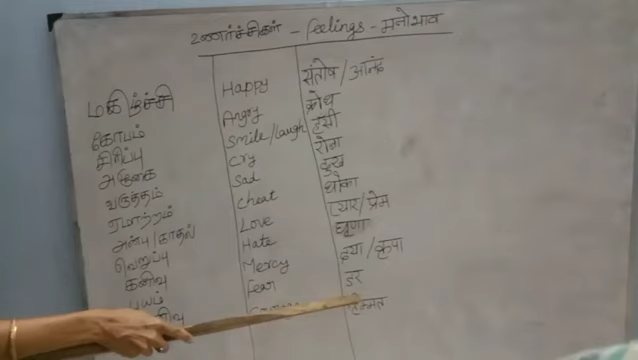 உணர்ச்சிகள் - feelings - मनोभाव
மகிழ்ச்சி Happy संतोष / आनंद
கோபம் Angry क्रोध
சிரிப்பு Smile/laugh हंसी
அழுகை Cry रोना
வருத்தம் Sad दुःख
ஏமாற்றம் cheat धोका
அன்பு/காதல் Love प्यार/प्रेम
வெறுப்பு Hate घृणा
கனிவு Mercy दया/कृपा
பயம் fear डर